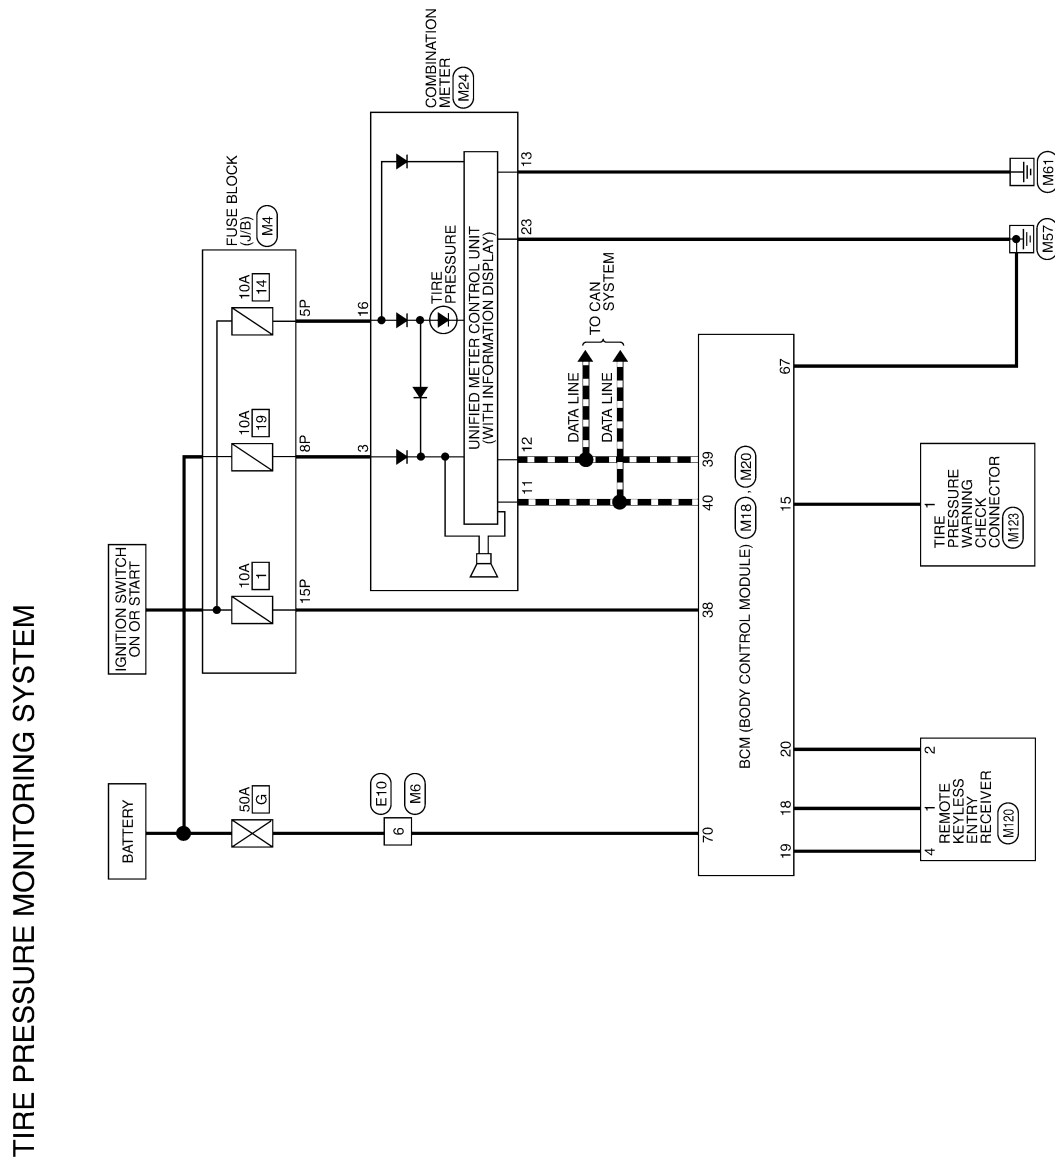 TIRE PRESSURE MONITORING SYSTEM
BATTERY
IGNITION SWITCH
ON OR START
50A
G
FUSE BLOCK
(J/B)
M4
10A
1
10A
19
10A
14
15P
8P
5P
E10
M6
6
COMBINATION
METER
M24
3
16
TIRE
PRESSURE
UNIFIED METER CONTROL UNIT
(WITH INFORMATION DISPLAY)
11
12
23
13
DATA LINE
DATA LINE
TO CAN
SYSTEM
70
38
40
39
BCM (BODY CONTROL MODULE)
M18
,
M20
19
18
20
15
67
4
1
2
REMOTE
KEYLESS
ENTRY
RECEIVER
M120
1
TIRE
PRESSURE
WARNING
CHECK
CONNECTOR
M123
M57
M61